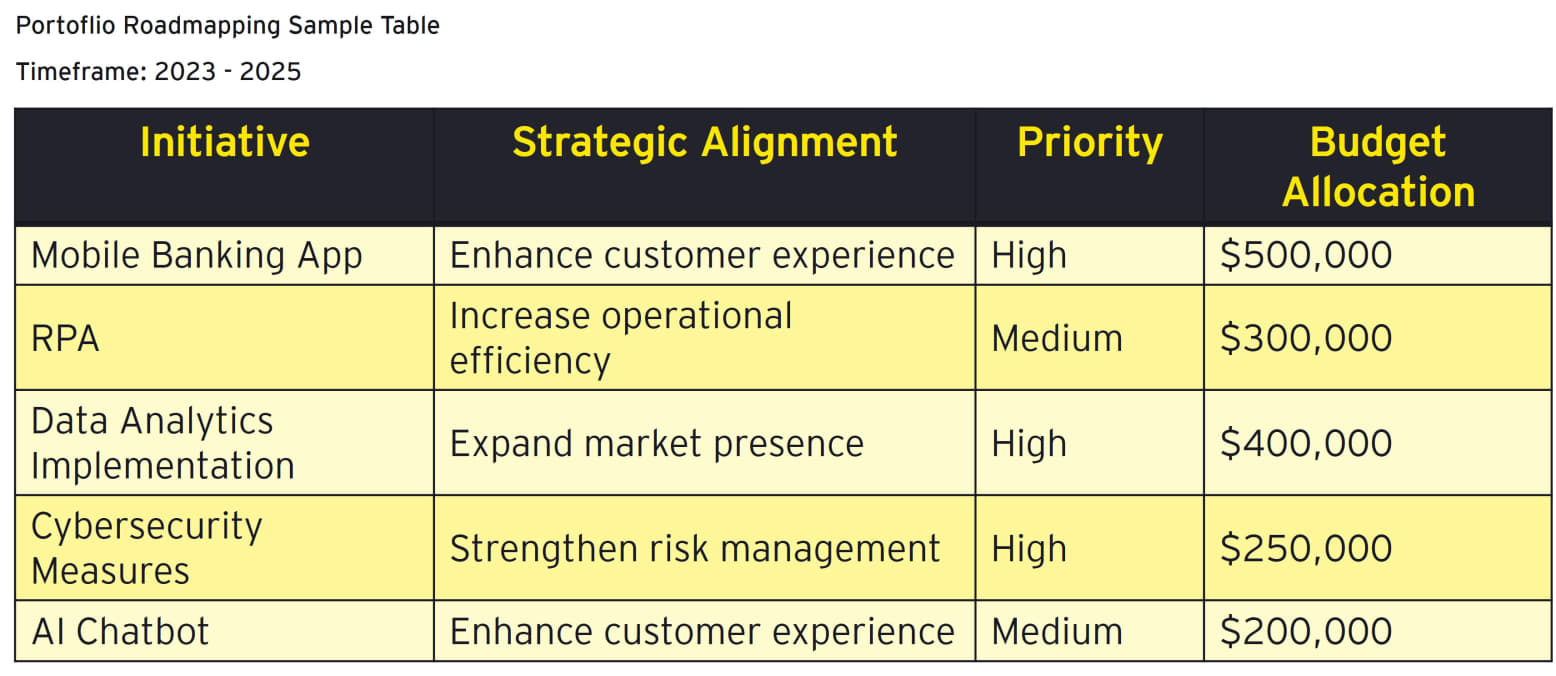 Portoflio Roadmapping Sample Table
Timeframe: 2023 - 2025
Initiative
Strategic Alignment
Priority
Budget
Allocation
Mobile Banking App
Enhance customer experience
High
$500,000
RPA
Increase operational
efficiency
Medium
$300,000
Data Analytics
Implementation
Expand market presence
High
$400,000
Cybersecurity
Measures
Strengthen risk management
High
$250,000
AI Chatbot
Enhance customer experience
Medium
$200,000